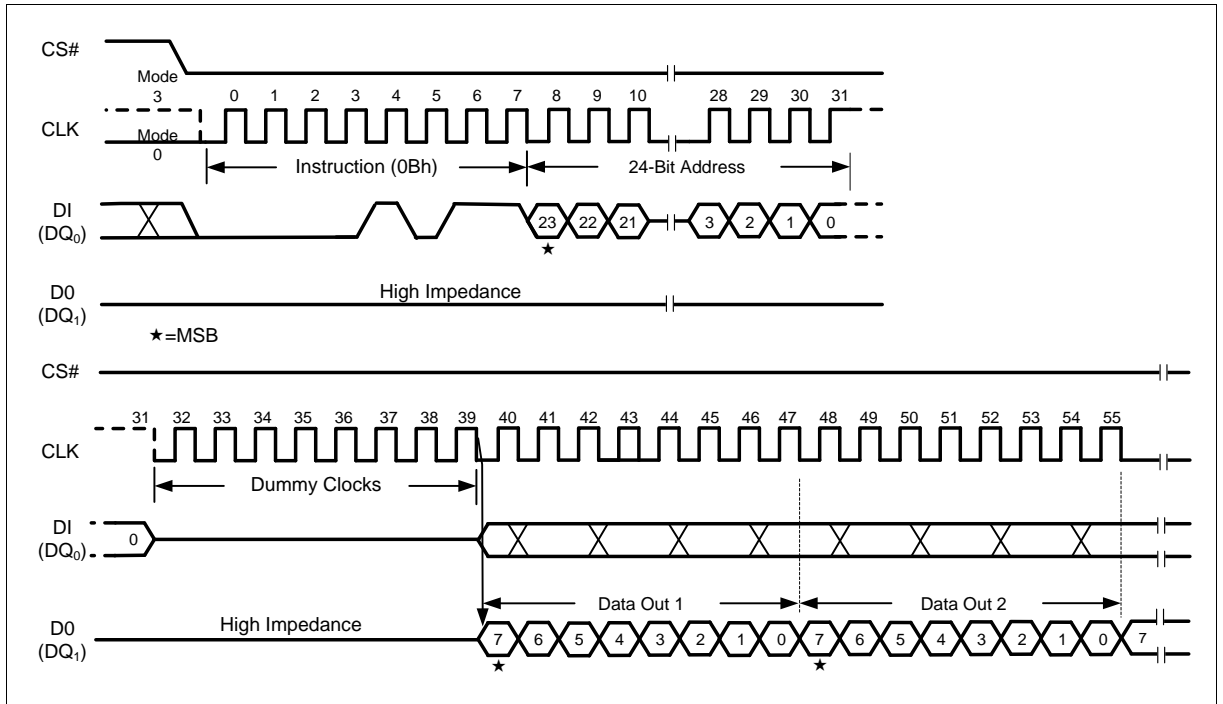 CS#
Mode
3
0 1 2 3 4 5 6 7 8 9 10 28 29 30 31
CLK
Mode
0
Instruction (0Bh) 24-Bit Address
DI
(DQ0)
23 22 21 3 2 1 0
★
D0
(DQ1)
High Impedance
★=MSB
CS#
31 32 33 34 35 36 37 38 39 40 41 42 43 44 45 46 47 48 49 50 51 52 53 54 55
CLK
Dummy Clocks
DI
(DQ0)
0
Data Out 1 Data Out 2
D0
(DQ1)
High Impedance
7 6 5 4 3 2 1 0 7 6 5 4 3 2 1 0 7
★ ★